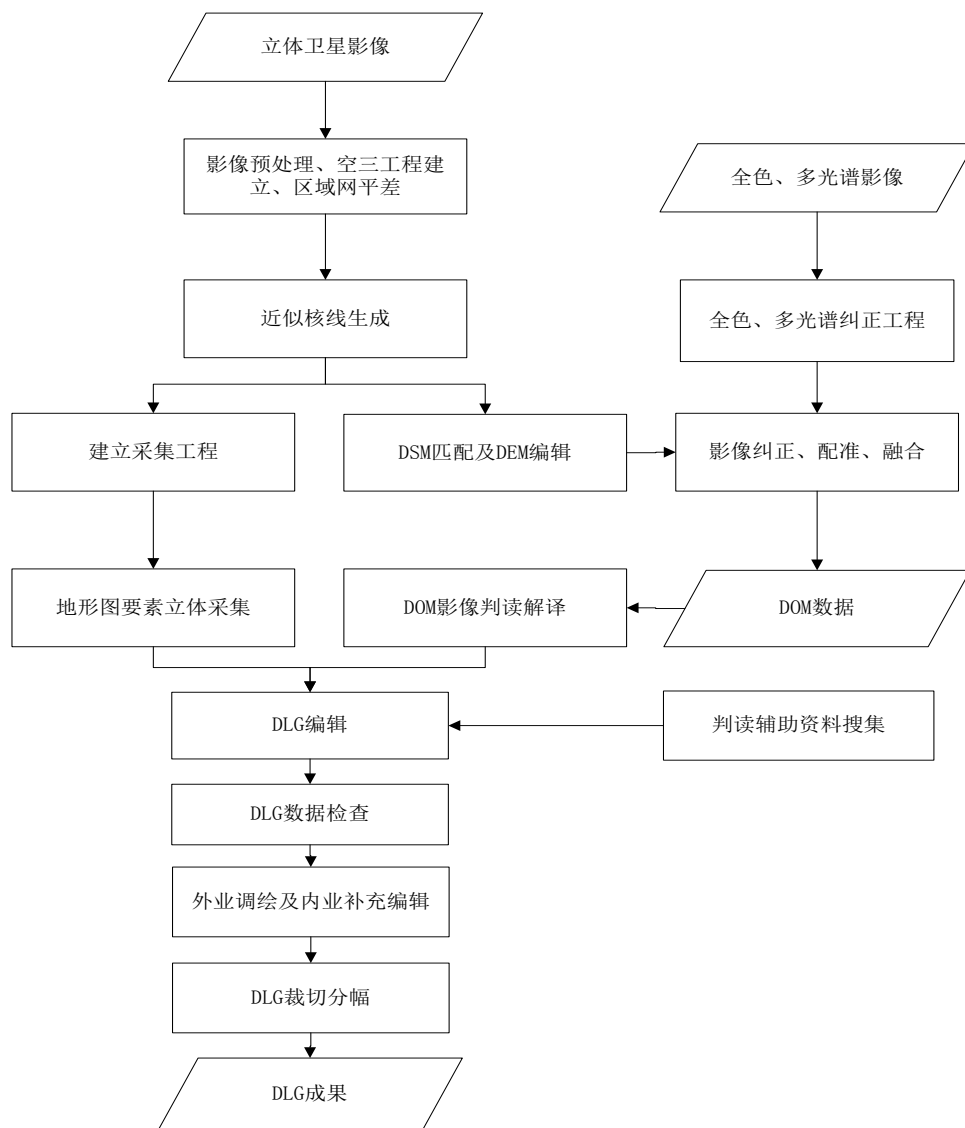 立体卫星影像
影像预处理、空三工程建
立、区域网平差
全色、多光谱影像
近似核线生成
全色、多光谱纠正工程
建立采集工程
DSM匹配及DEM编辑
影像纠正、配准、融合
地形图要素立体采集
DOM影像判读解译
DOM数据
DLG编辑
判读辅助资料搜集
DLG数据检查
外业调绘及内业补充编辑
DLG裁切分幅
DLG成果